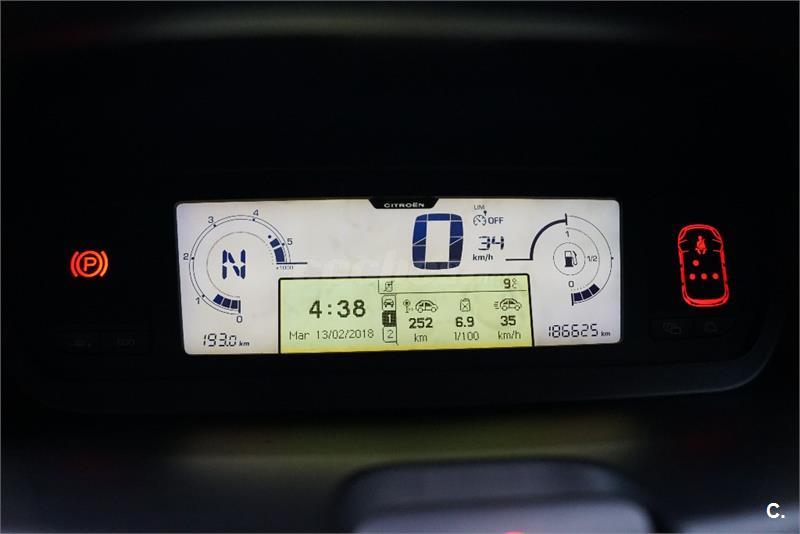 CITROËN
3 4
2 5
1 x1000
0
N
0
LIM
OFF
34
km/h
1
1/2
0
4:38
Mar 13/02/2018
1
2
9°C
252
km
6.9
l/100
35
km/h
193.0 km
186625 km
P
C.